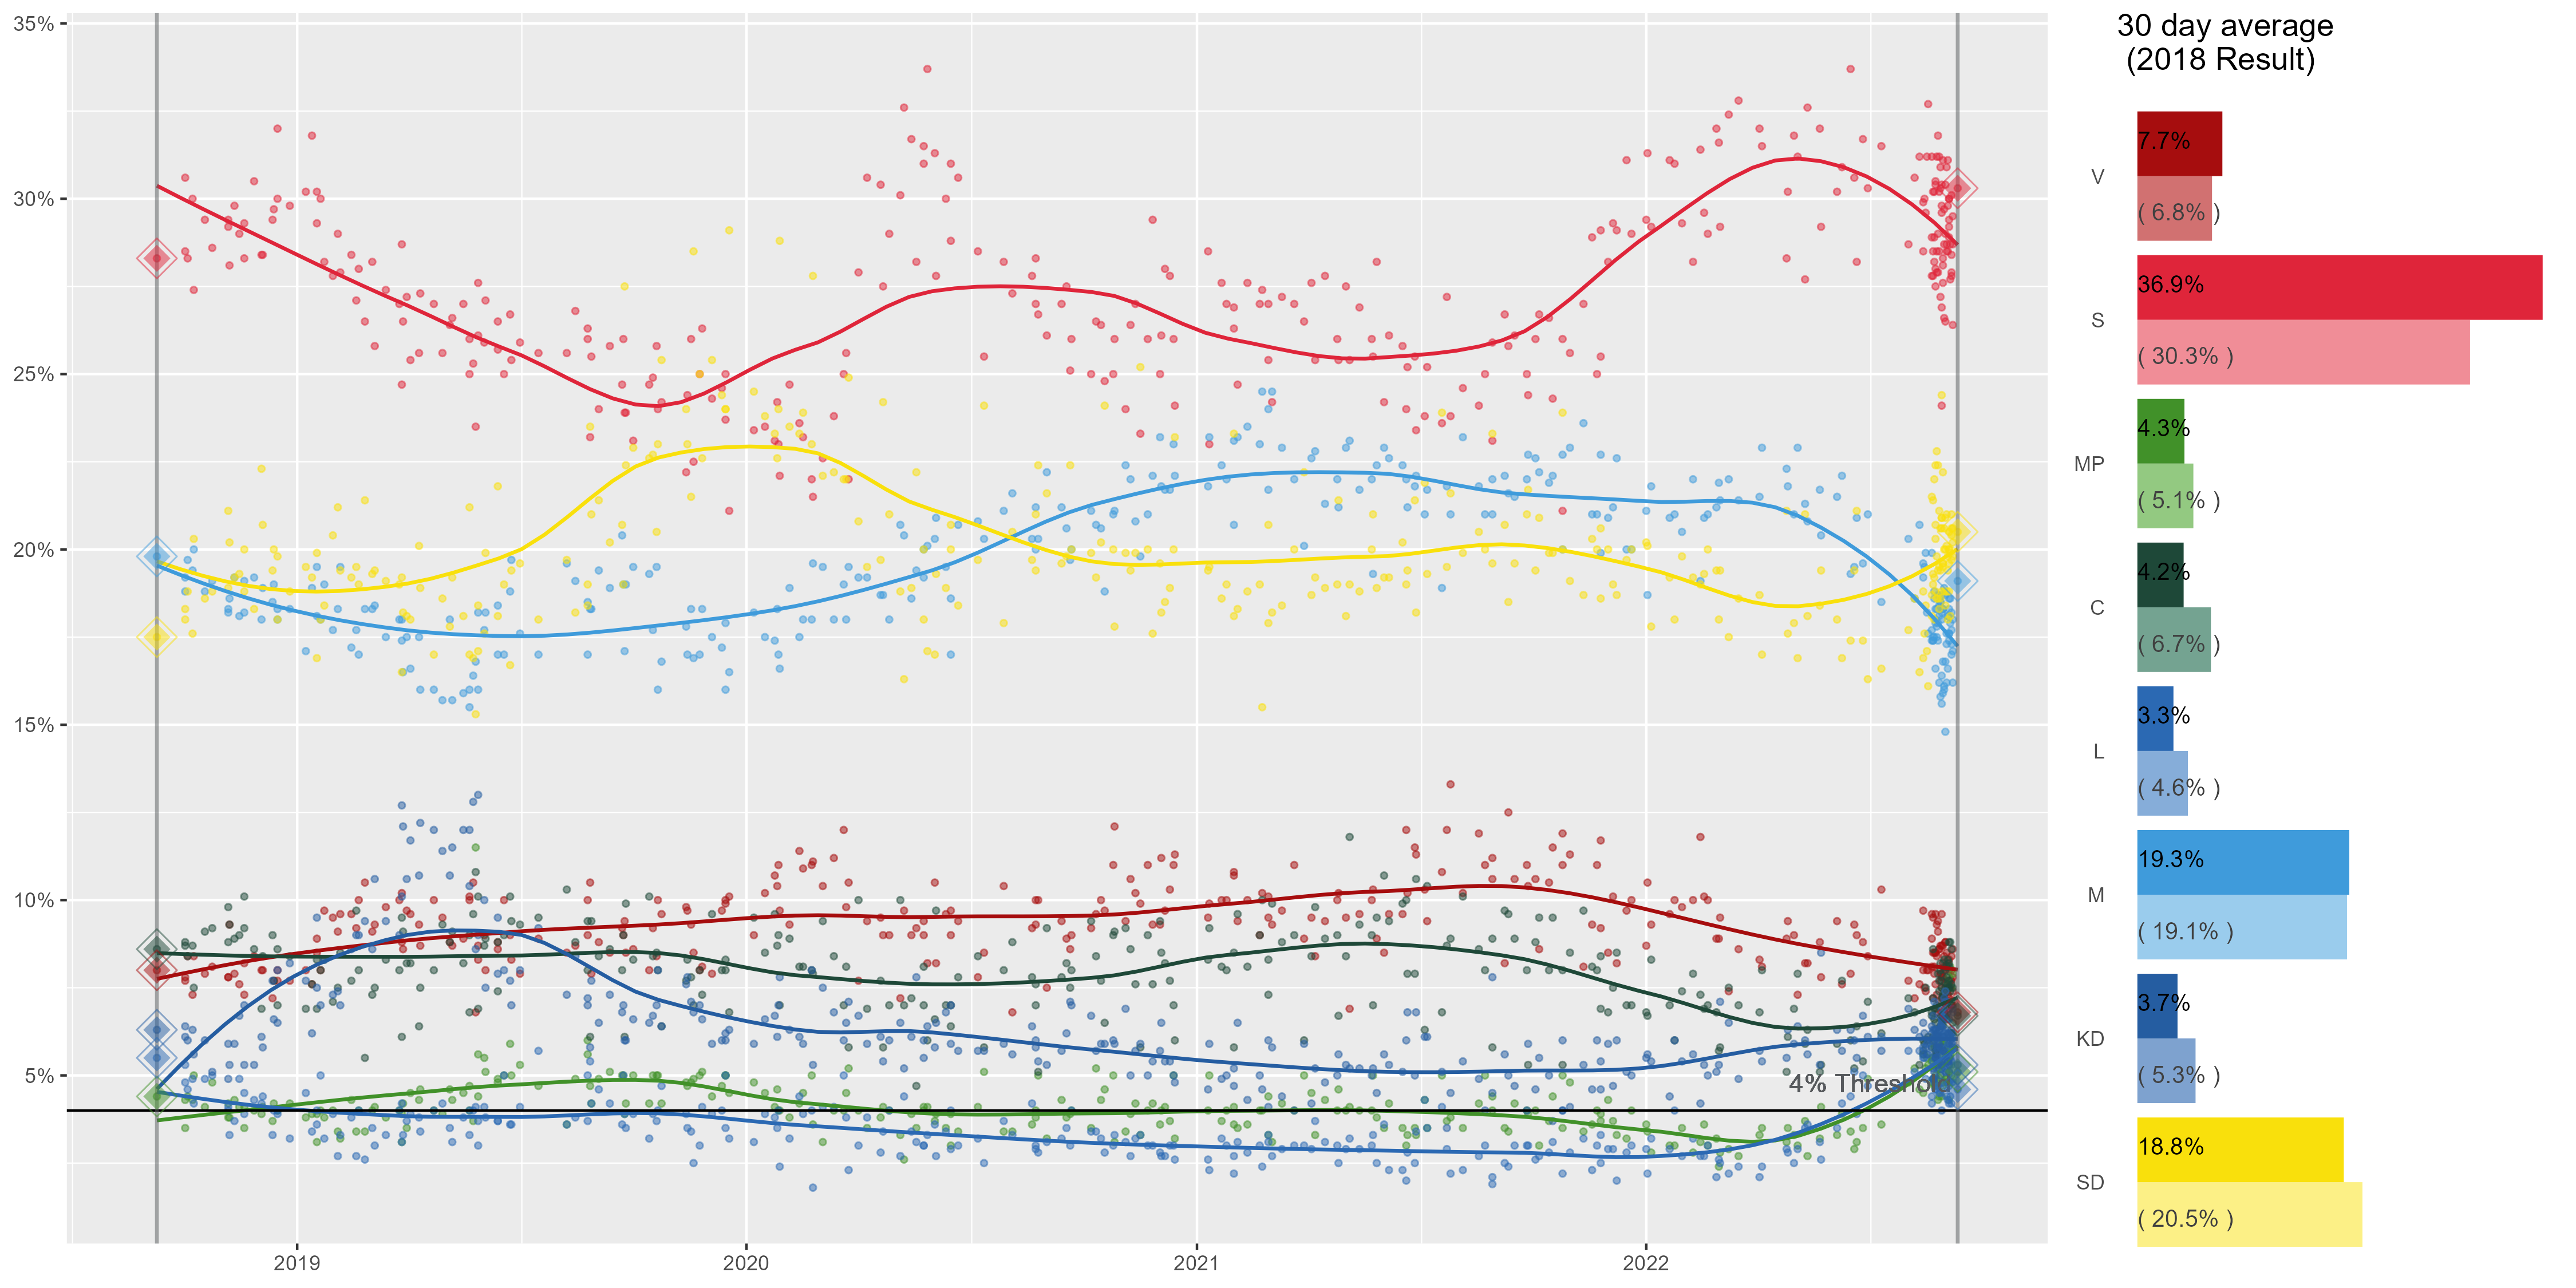 30 day average
(2018 Result)
35%
30%
25%
20%
15%
10%
5%
4% Threshold
2019
2020
2021
2022
V
7.7%
( 6.8% )
S
36.9%
( 30.3% )
MP
4.3%
( 5.1% )
C
4.2%
( 6.7% )
L
3.3%
( 4.6% )
M
19.3%
( 19.1% )
KD
3.7%
( 5.3% )
SD
18.8%
( 20.5% )